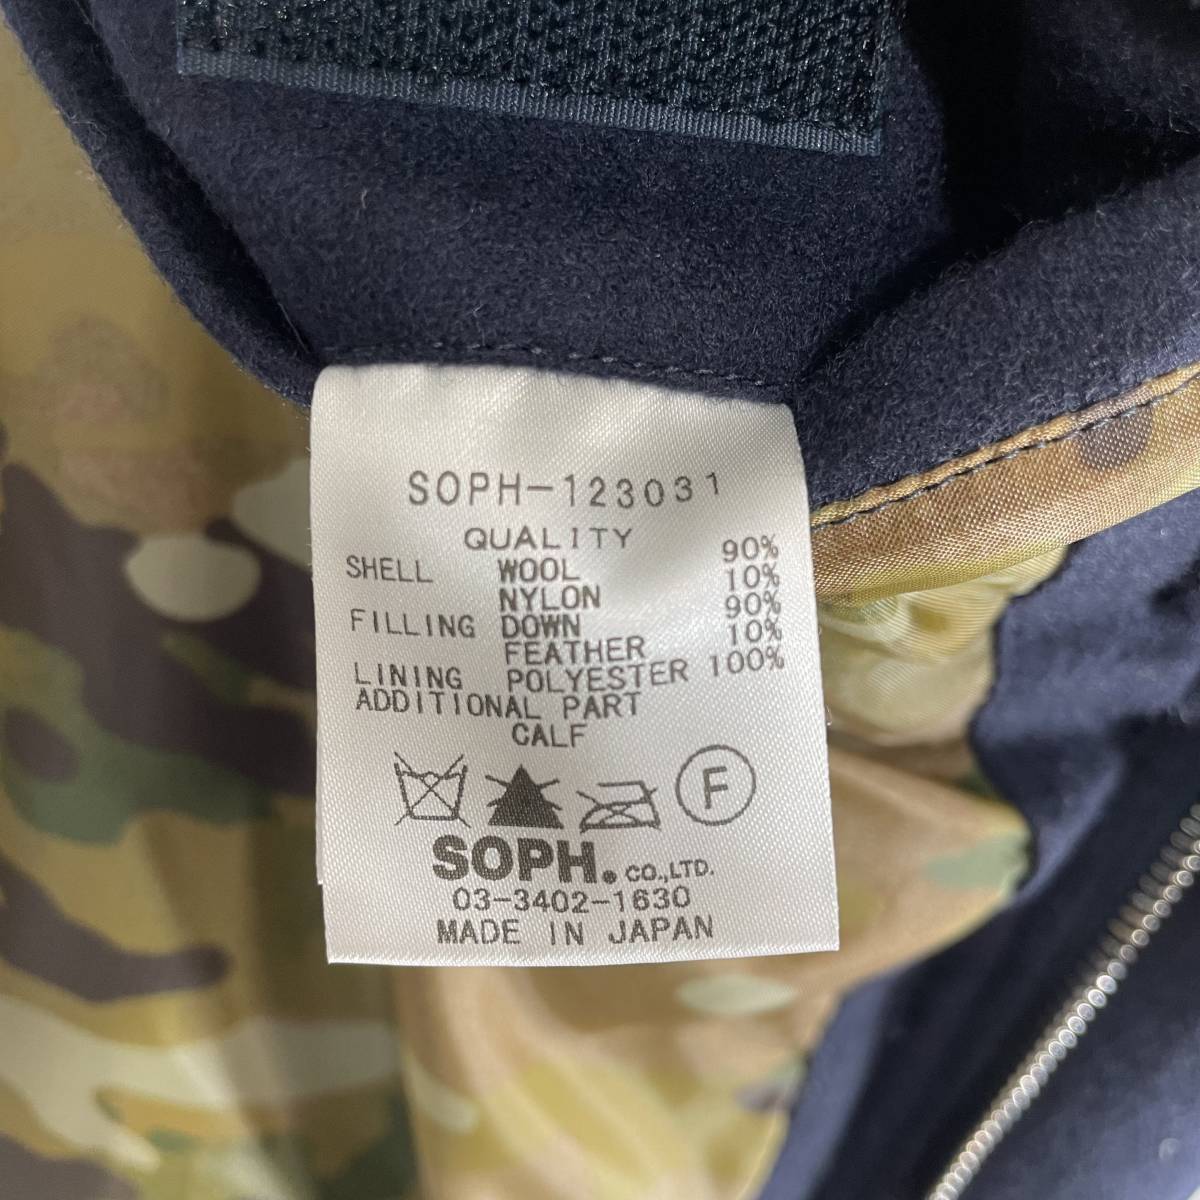 SOPH-123031
QUALITY
SHELL WOOL 90%
NYLON 10%
FILLING DOWN 90%
FEATHER 10%
LINING POLYESTER 100%
ADDITIONAL PART
CALF
F
SOPH. CO.,LTD.
03-3402-1630
MADE IN JAPAN